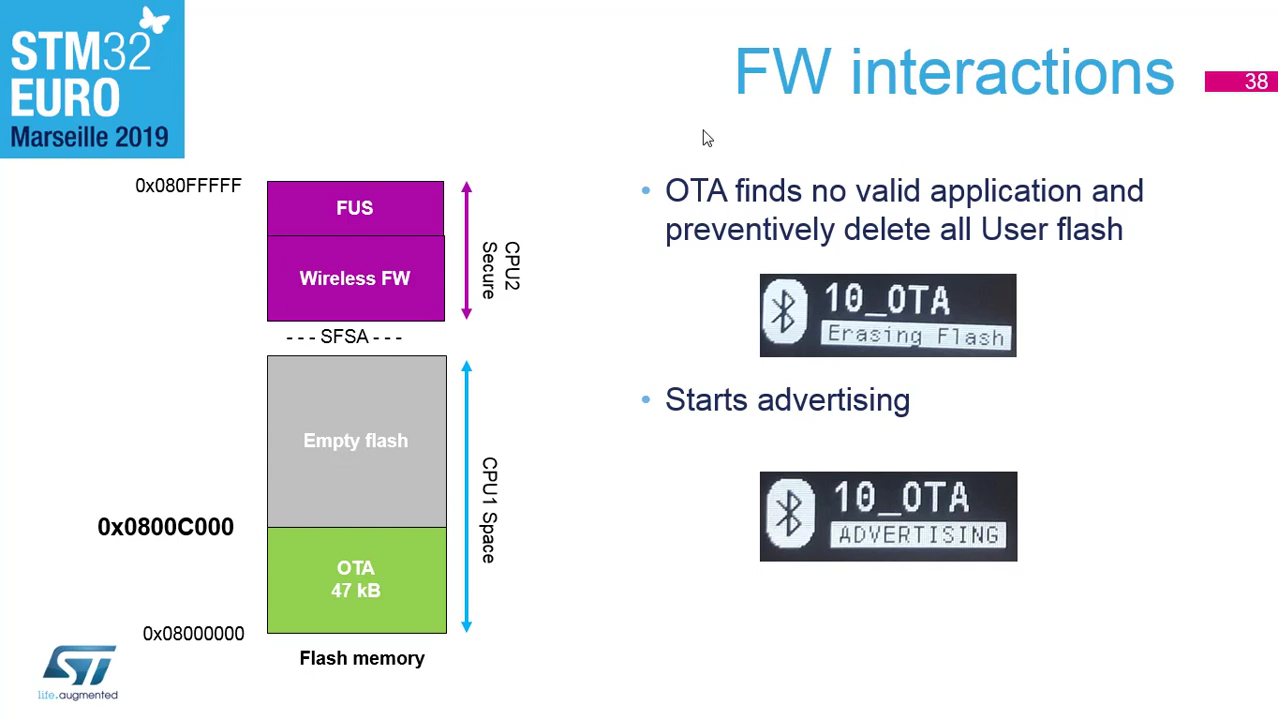 STM32
EURO
Marseille 2019
FW interactions
38
0x080FFFFF
FUS
Wireless FW
CPU2
Secure
- - - SFSA - - -
Empty flash
CPU1 Space
0x0800C000
OTA
47 kB
0x08000000
Flash memory
• OTA finds no valid application and
preventively delete all User flash
10_OTA
Erasing Flash
• Starts advertising
10_OTA
ADVERTISING
ST
life.augmented